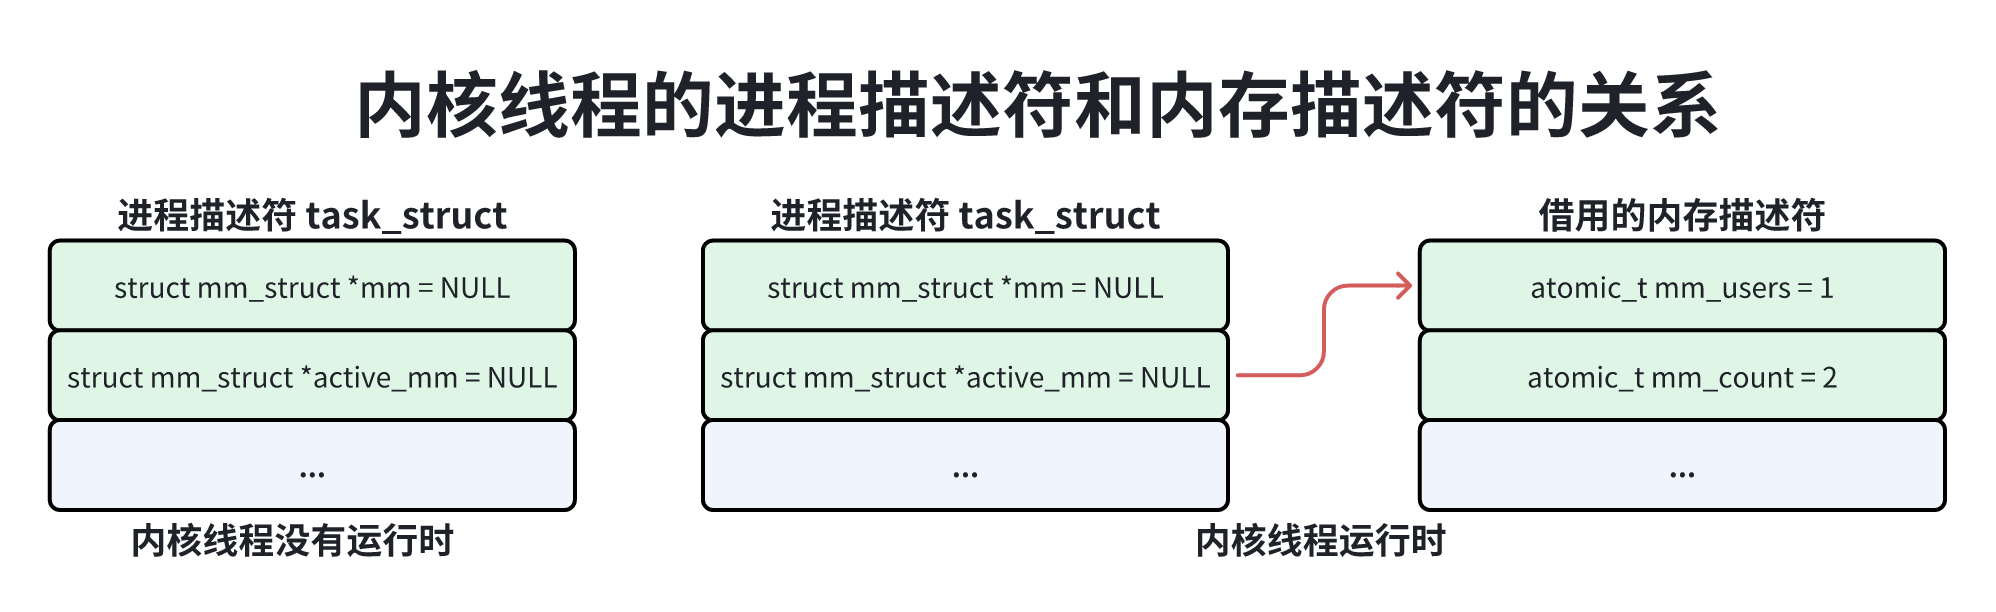 内核线程的进程描述符和内存描述符的关系
进程描述符 task_struct
struct mm_struct *mm = NULL
struct mm_struct *active_mm = NULL
...
内核线程没有运行时
进程描述符 task_struct
struct mm_struct *mm = NULL
struct mm_struct *active_mm = NULL
...
借用的内存描述符
atomic_t mm_users = 1
atomic_t mm_count = 2
...
内核线程运行时